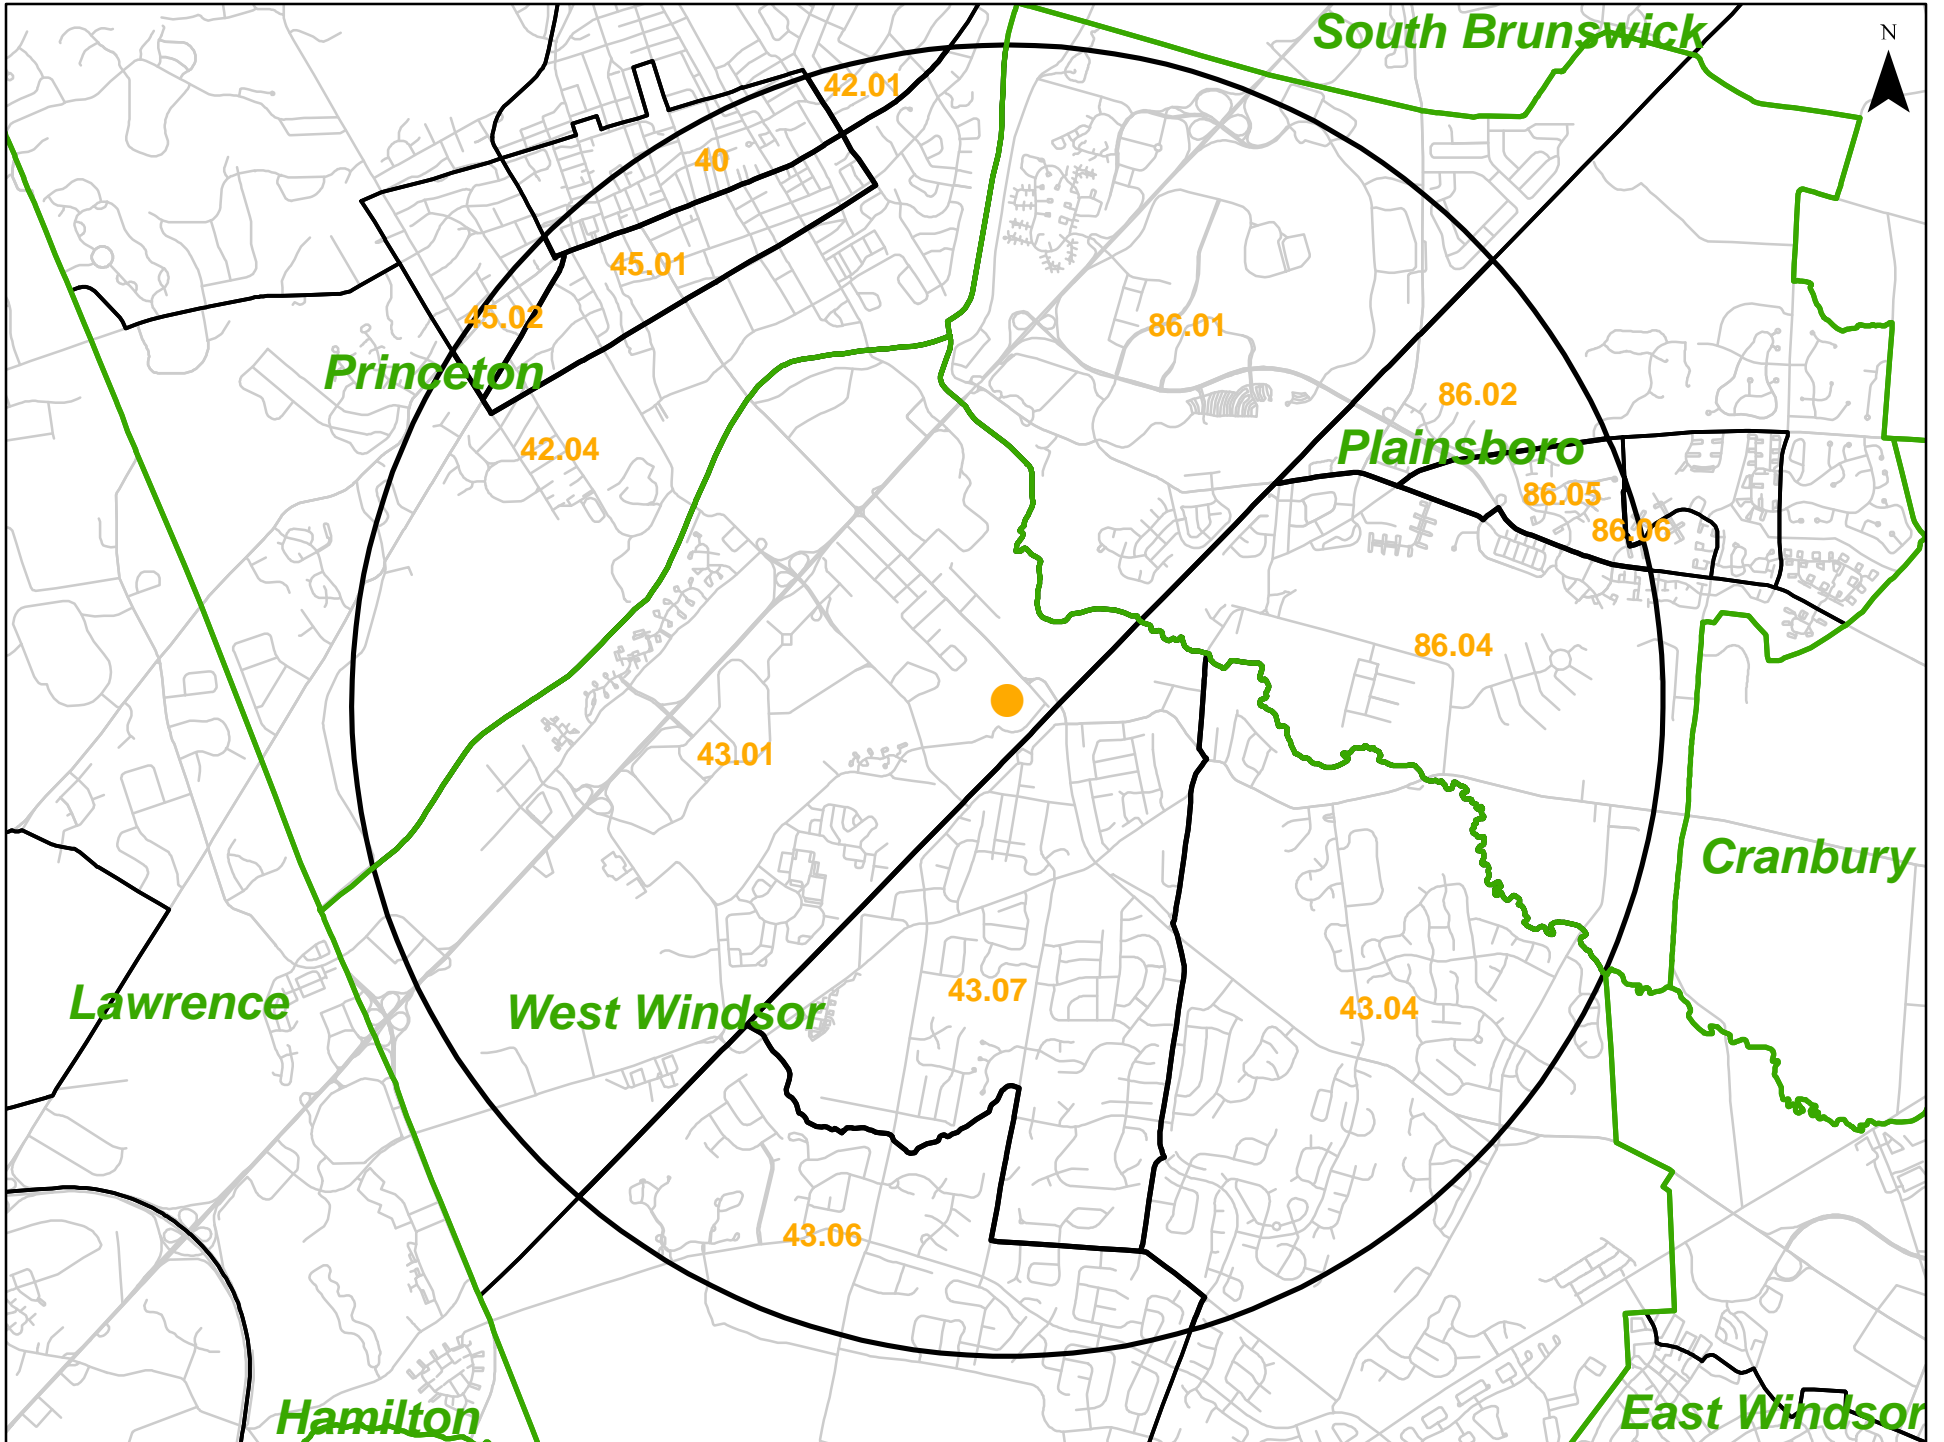 South Brunswick
N
42.01
40
45.01
45.02
86.01
Princeton
86.02
42.04
Plainsboro
86.05
86.06
86.04
43.01
Cranbury
43.07
Lawrence
West Windsor
43.04
43.06
Hamilton
East Windsor